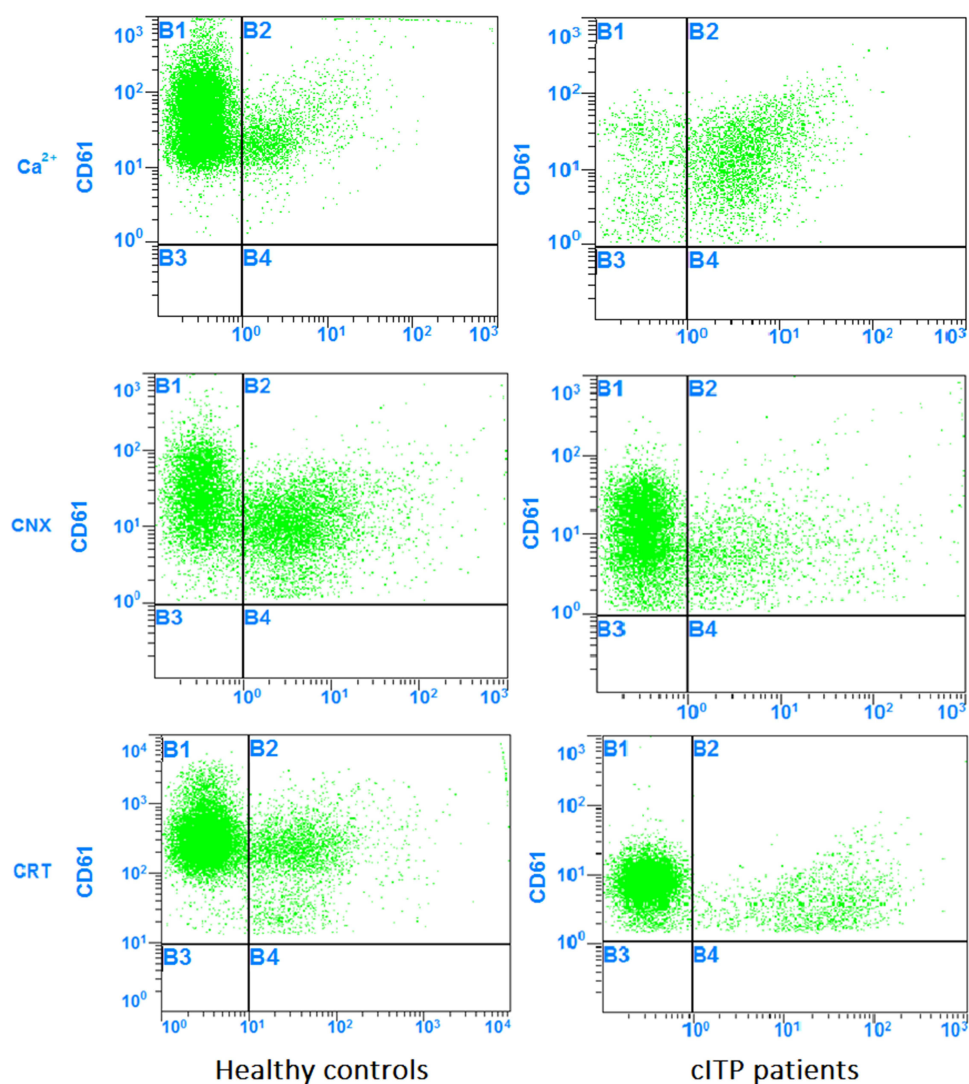 10³ B1 B2
10²
Ca²⁺ CD61
10¹
10⁰
B3 B4
10⁰ 10¹ 10² 10³
10³ B1 B2
10²
CD61
10¹
10⁰
B3 B4
10⁰ 10¹ 10² 10³
10³ B1 B2
10²
CNX CD61
10¹
10⁰
B3 B4
10⁰ 10¹ 10² 10³
10³ B1 B2
10²
CD61
10¹
10⁰
B3 B4
10⁰ 10¹ 10² 10³
10⁴ B1 B2
10³
CRT CD61
10²
10¹
B3 B4
10⁰
10⁰ 10¹ 10² 10³ 10⁴
10³ B1 B2
10²
CD61
10¹
10⁰
B3 B4
10⁰ 10¹ 10² 10³
Healthy controls
cITP patients